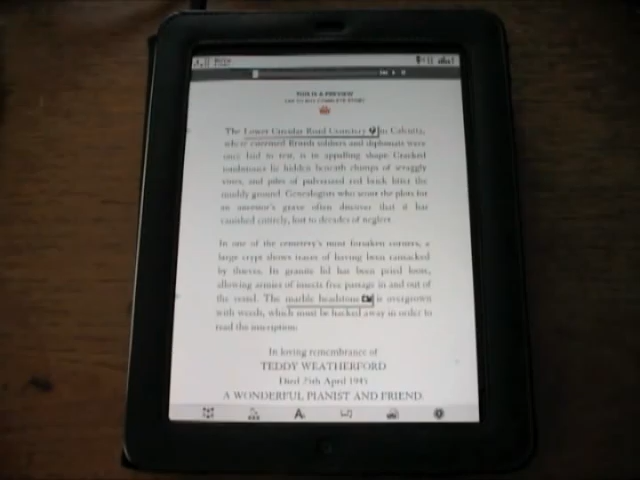 THIS IS A PREVIEW
TAP TO BUY COMPLETE STORY
The Lower Circular Road Cemetery in Calcutta,
where esteemed British soldiers and diplomats were
once laid to rest, is in appalling shape. Cracked
tombstones lie hidden beneath clumps of scraggly
vines, and piles of pulverized red brick litter the
muddy ground. Genealogists who scour the plots for
an ancestor's grave often discover that it has
vanished entirely, lost to decades of neglect.
In one of the cemetery's most forsaken corners, a
large crypt shows traces of having been ransacked
by thieves. Its granite lid has been pried loose,
allowing armies of insects free passage in and out
of the vessel. The marble headstone is overgrown
with weeds, which must be hacked away in order to
read the inscription:
In loving remembrance of
TEDDY WEATHERFORD
Died 25th April 1945
A WONDERFUL PIANIST AND FRIEND.